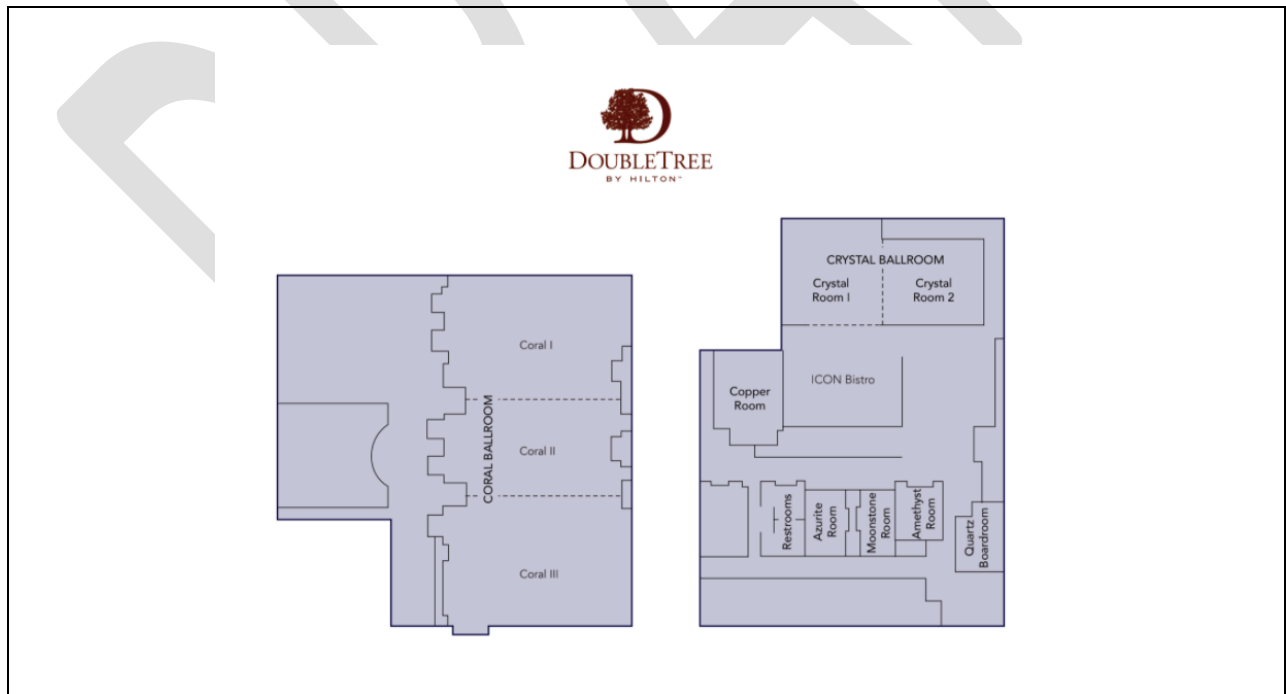 DOUBLETREE
BY HILTON™
CORAL BALLROOM
Coral I
Coral II
Coral III
CRYSTAL BALLROOM
Crystal
Room I
Crystal
Room 2
Copper
Room
ICON Bistro
Restrooms
Azurite
Room
Moonstone
Room
Amethyst
Room
Quartz
Boardroom